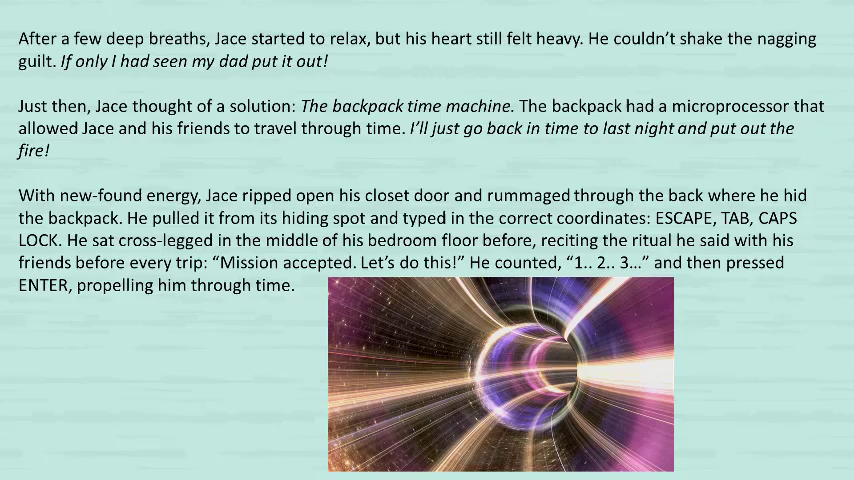 After a few deep breaths, Jace started to relax, but his heart still felt heavy. He couldn’t shake the nagging
guilt. If only I had seen my dad put it out!
Just then, Jace thought of a solution: The backpack time machine. The backpack had a microprocessor that
allowed Jace and his friends to travel through time. I’ll just go back in time to last night and put out the
fire!
With new-found energy, Jace ripped open his closet door and rummaged through the back where he hid
the backpack. He pulled it from its hiding spot and typed in the correct coordinates: ESCAPE, TAB, CAPS
LOCK. He sat cross-legged in the middle of his bedroom floor before, reciting the ritual he said with his
friends before every trip: “Mission accepted. Let’s do this!” He counted, “1.. 2.. 3…” and then pressed
ENTER, propelling him through time.